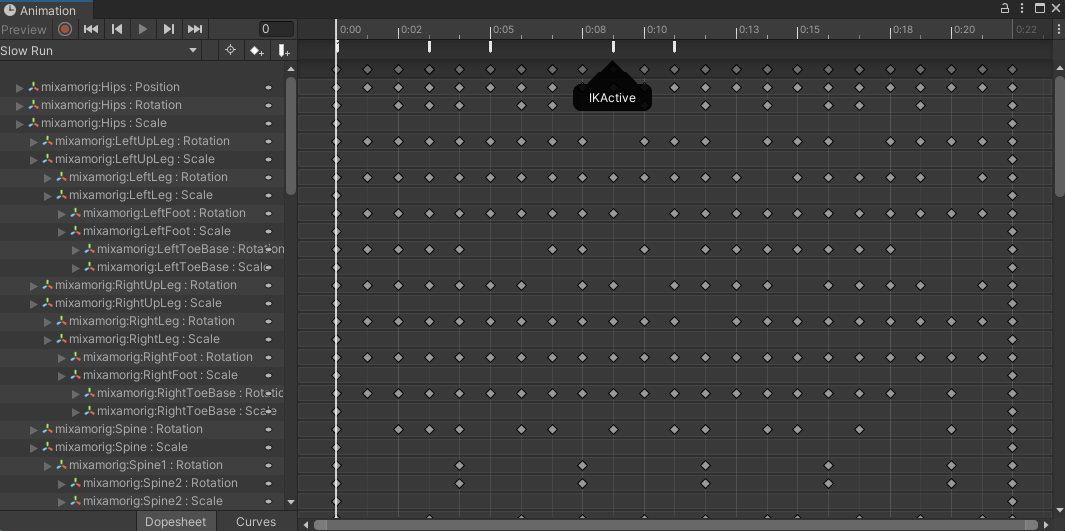 Animation
Preview
0
0:00 0:02 0:05 0:08 0:10 0:13 0:15 0:18 0:20 0:22
Slow Run
mixamorig:Hips : Position
IKActive
mixamorig:Hips : Rotation
mixamorig:Hips : Scale
mixamorig:LeftUpLeg : Rotation
mixamorig:LeftUpLeg : Scale
mixamorig:LeftLeg : Rotation
mixamorig:LeftLeg : Scale
mixamorig:LeftFoot : Rotation
mixamorig:LeftFoot : Scale
mixamorig:LeftToeBase : Rotation
mixamorig:LeftToeBase : Scale
mixamorig:RightUpLeg : Rotation
mixamorig:RightUpLeg : Scale
mixamorig:RightLeg : Rotation
mixamorig:RightLeg : Scale
mixamorig:RightFoot : Rotation
mixamorig:RightFoot : Scale
mixamorig:RightToeBase : Rotatic
mixamorig:RightToeBase : Scale
mixamorig:Spine : Rotation
mixamorig:Spine : Scale
mixamorig:Spine1 : Rotation
mixamorig:Spine2 : Rotation
mixamorig:Spine2 : Scale
Dopesheet Curves